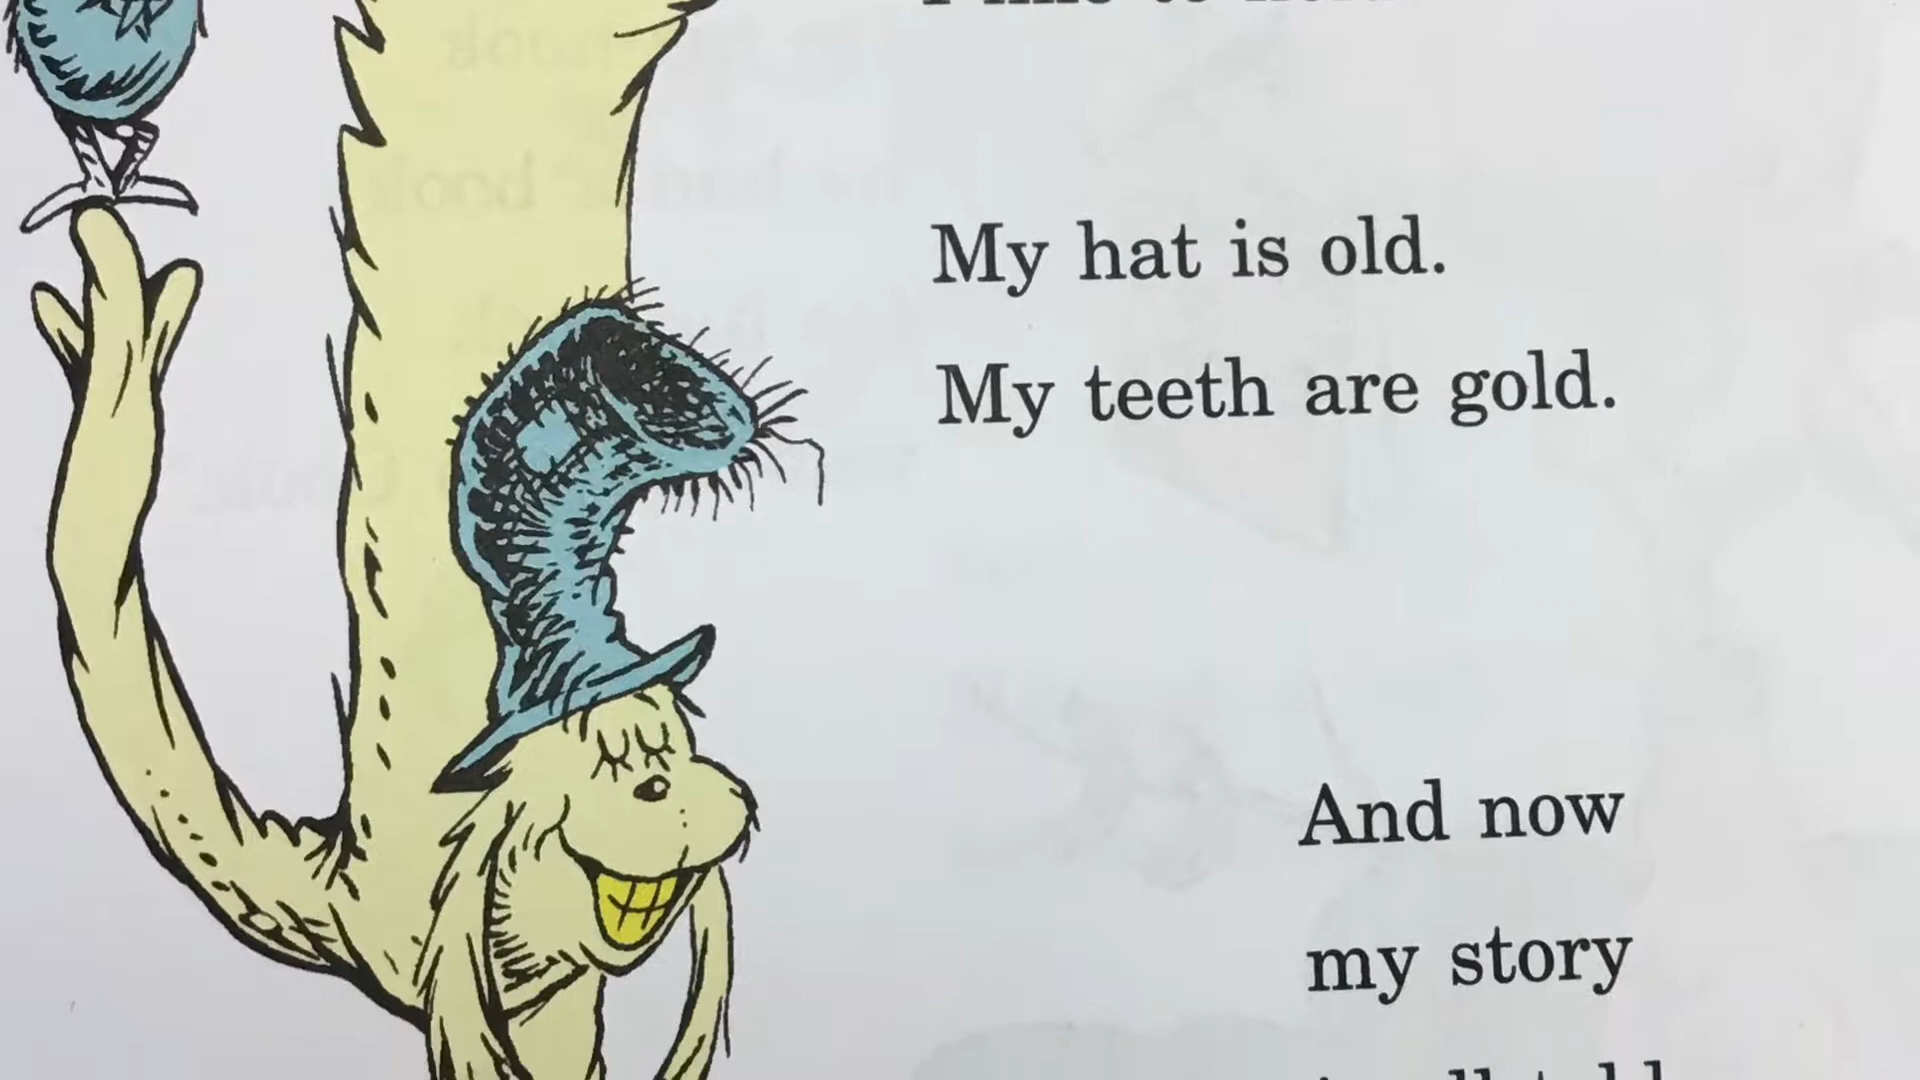 My hat is old.
My teeth are gold.
And now
my story